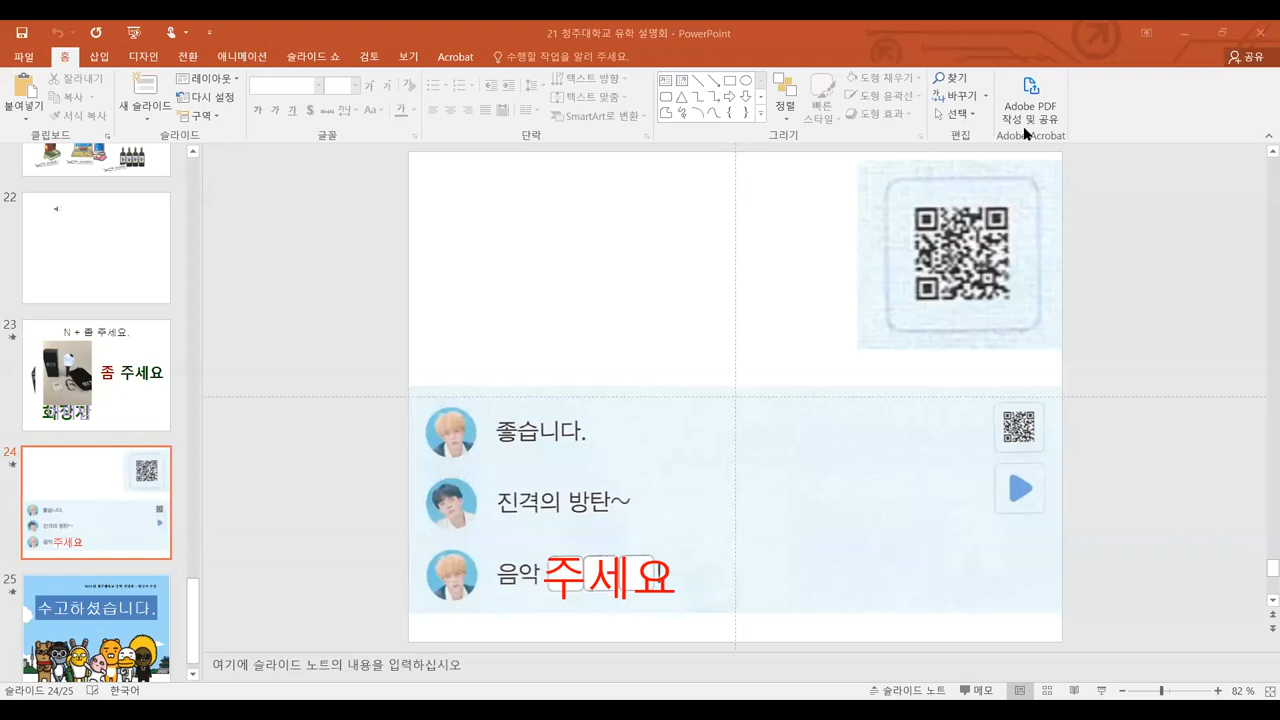 21 청주대학교 유학 설명회 - PowerPoint
파일 홈 삽입 디자인 전환 애니메이션 슬라이드 쇼 검토 보기 Acrobat 수행할 작업을 알려 주세요. 공유
붙여넣기
잘라내기
복사
서식 복사
클립보드
새 슬라이드
레이아웃
다시 설정
구역
슬라이드
가 가 가 S 가나 Aa 가
글꼴
텍스트 방향
텍스트 맞춤
SmartArt로 변환
단락
정렬
빠른 스타일
도형 채우기
도형 윤곽선
도형 효과
그리기
찾기
바꾸기
선택
편집
Adobe PDF
작성 및 공유
Adobe Acrobat
22
23
N + 좀 주세요.
좀 주세요
24
좋습니다.
진격의 방탄~
음악 주세요
25
수고하셨습니다.
좋습니다.
진격의 방탄~
음악 주세요
여기에 슬라이드 노트의 내용을 입력하십시오
슬라이드 24/25 한국어 슬라이드 노트 메모 82 %